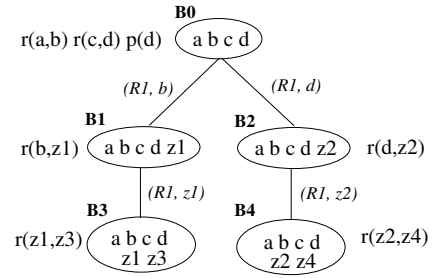 B0
r(a,b) r(c,d) p(d) a b c d
(R1, b) (R1, d)
B1 B2
r(b,z1) a b c d z1 a b c d z2 r(d,z2)
(R1, z1) (R1, z2)
B3 B4
r(z1,z3) a b c d a b c d r(z2,z4)
z1 z3 z2 z4